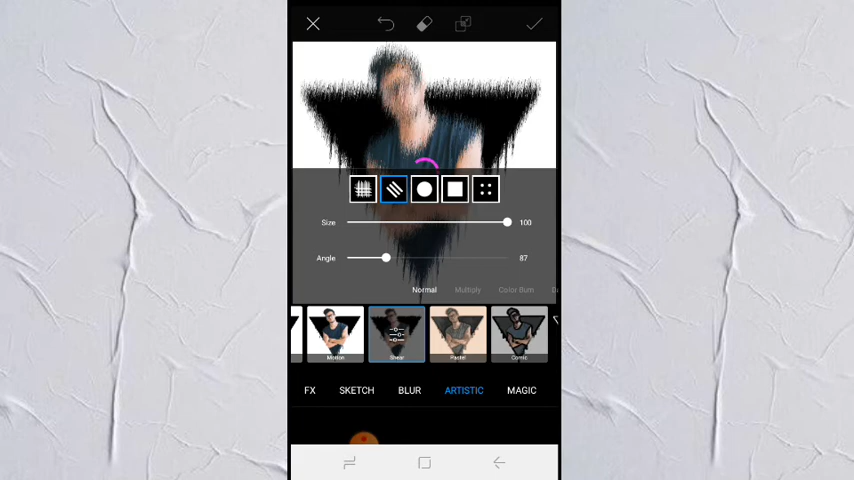 Size 100
Angle 87
Normal Multiply Color Burn
Motion Shear Pastel Comic
FX SKETCH BLUR ARTISTIC MAGIC